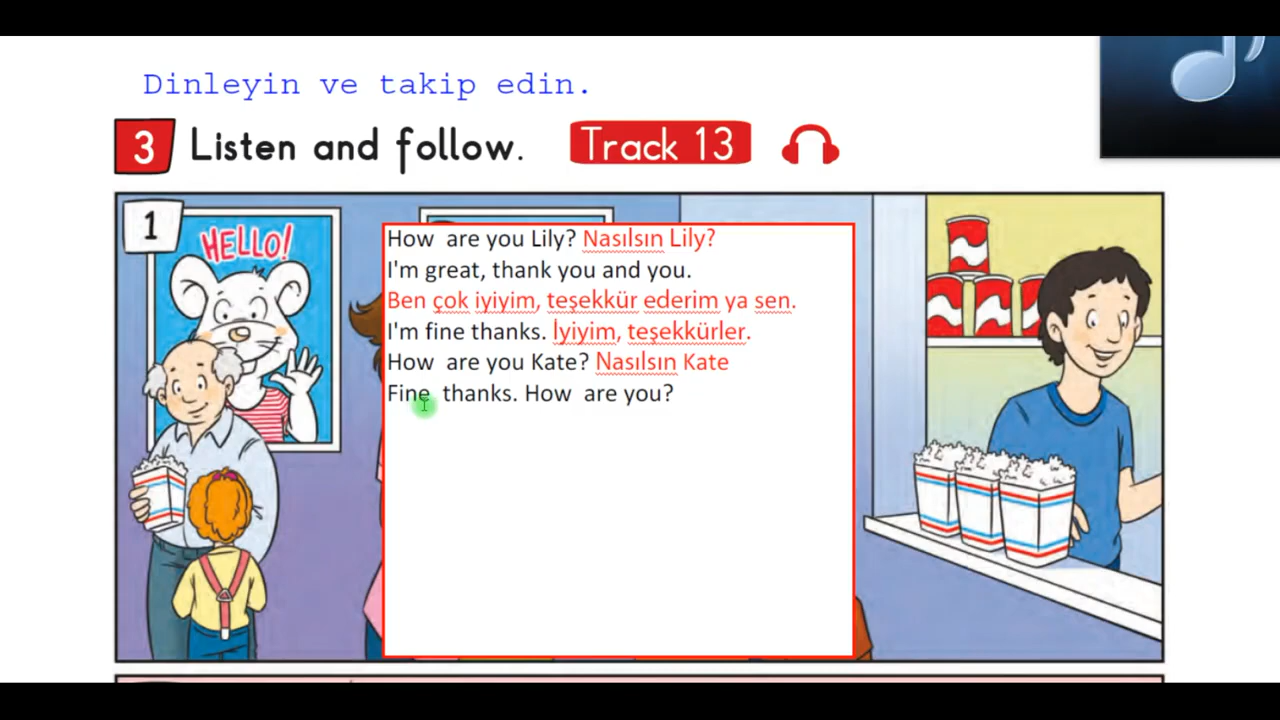 Dinleyin ve takip edin.
3 Listen and follow. Track 13
1
HELLO!
How are you Lily? Nasılsın Lily?
I'm great, thank you and you.
Ben çok iyiyim, teşekkür ederim ya sen.
I'm fine thanks. İyiyim, teşekkürler.
How are you Kate? Nasılsın Kate
Fine thanks. How are you?